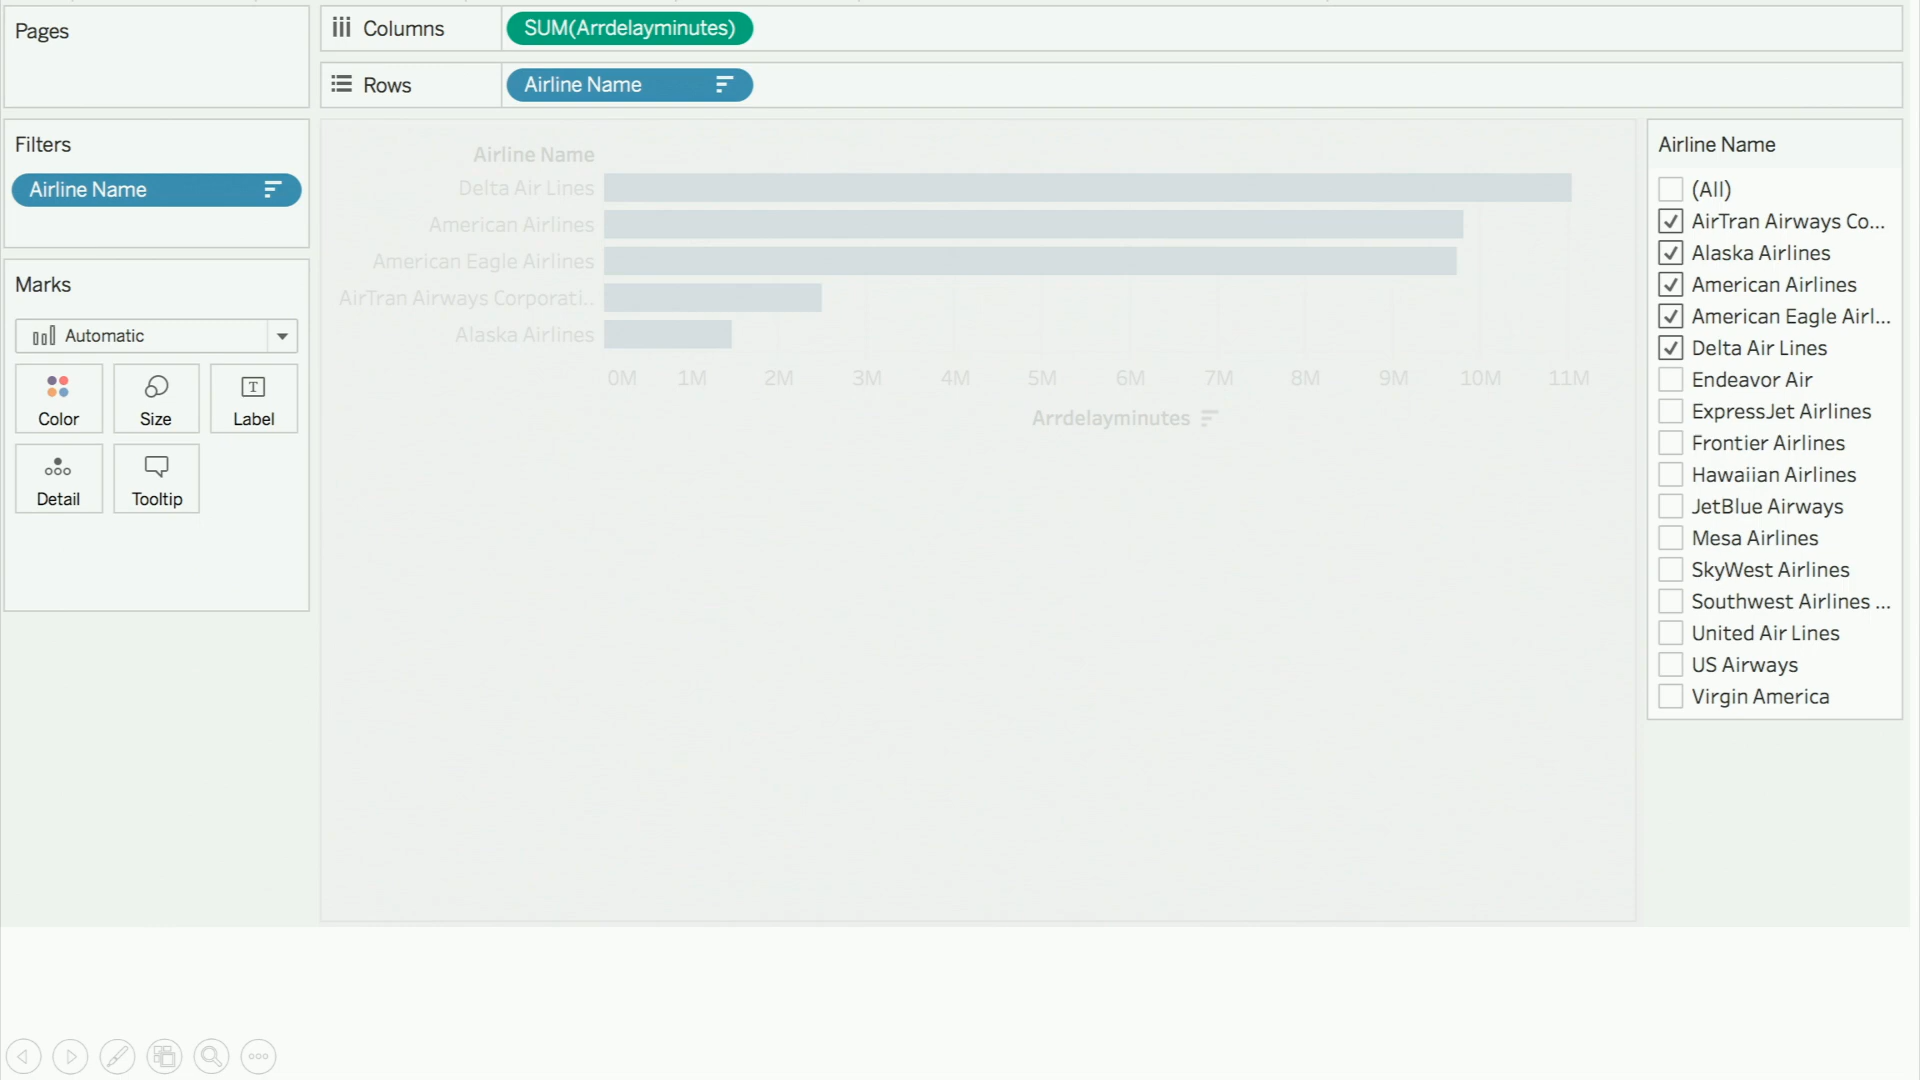 Pages
Columns
SUM(Arrdelayminutes)
Rows
Airline Name
Filters
Airline Name
Marks
Automatic
Color
Size
T
Label
Detail
Tooltip
Airline Name
Delta Air Lines
American Airlines
American Eagle Airlines
AirTran Airways Corporati..
Alaska Airlines
0M 1M 2M 3M 4M 5M 6M 7M 8M 9M 10M 11M
Arrdelayminutes
Airline Name
(All)
AirTran Airways Co...
Alaska Airlines
American Airlines
American Eagle Airl...
Delta Air Lines
Endeavor Air
ExpressJet Airlines
Frontier Airlines
Hawaiian Airlines
JetBlue Airways
Mesa Airlines
SkyWest Airlines
Southwest Airlines ...
United Air Lines
US Airways
Virgin America